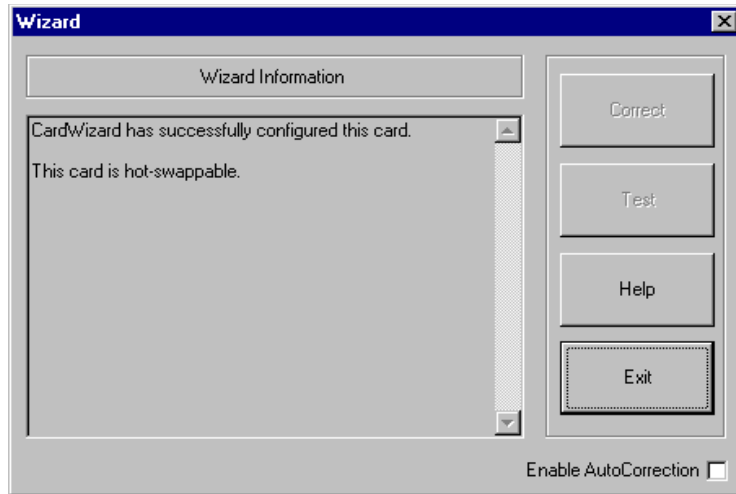 Wizard
Wizard Information
CardWizard has successfully configured this card.
This card is hot-swappable.
Correct
Test
Help
Exit
Enable AutoCorrection